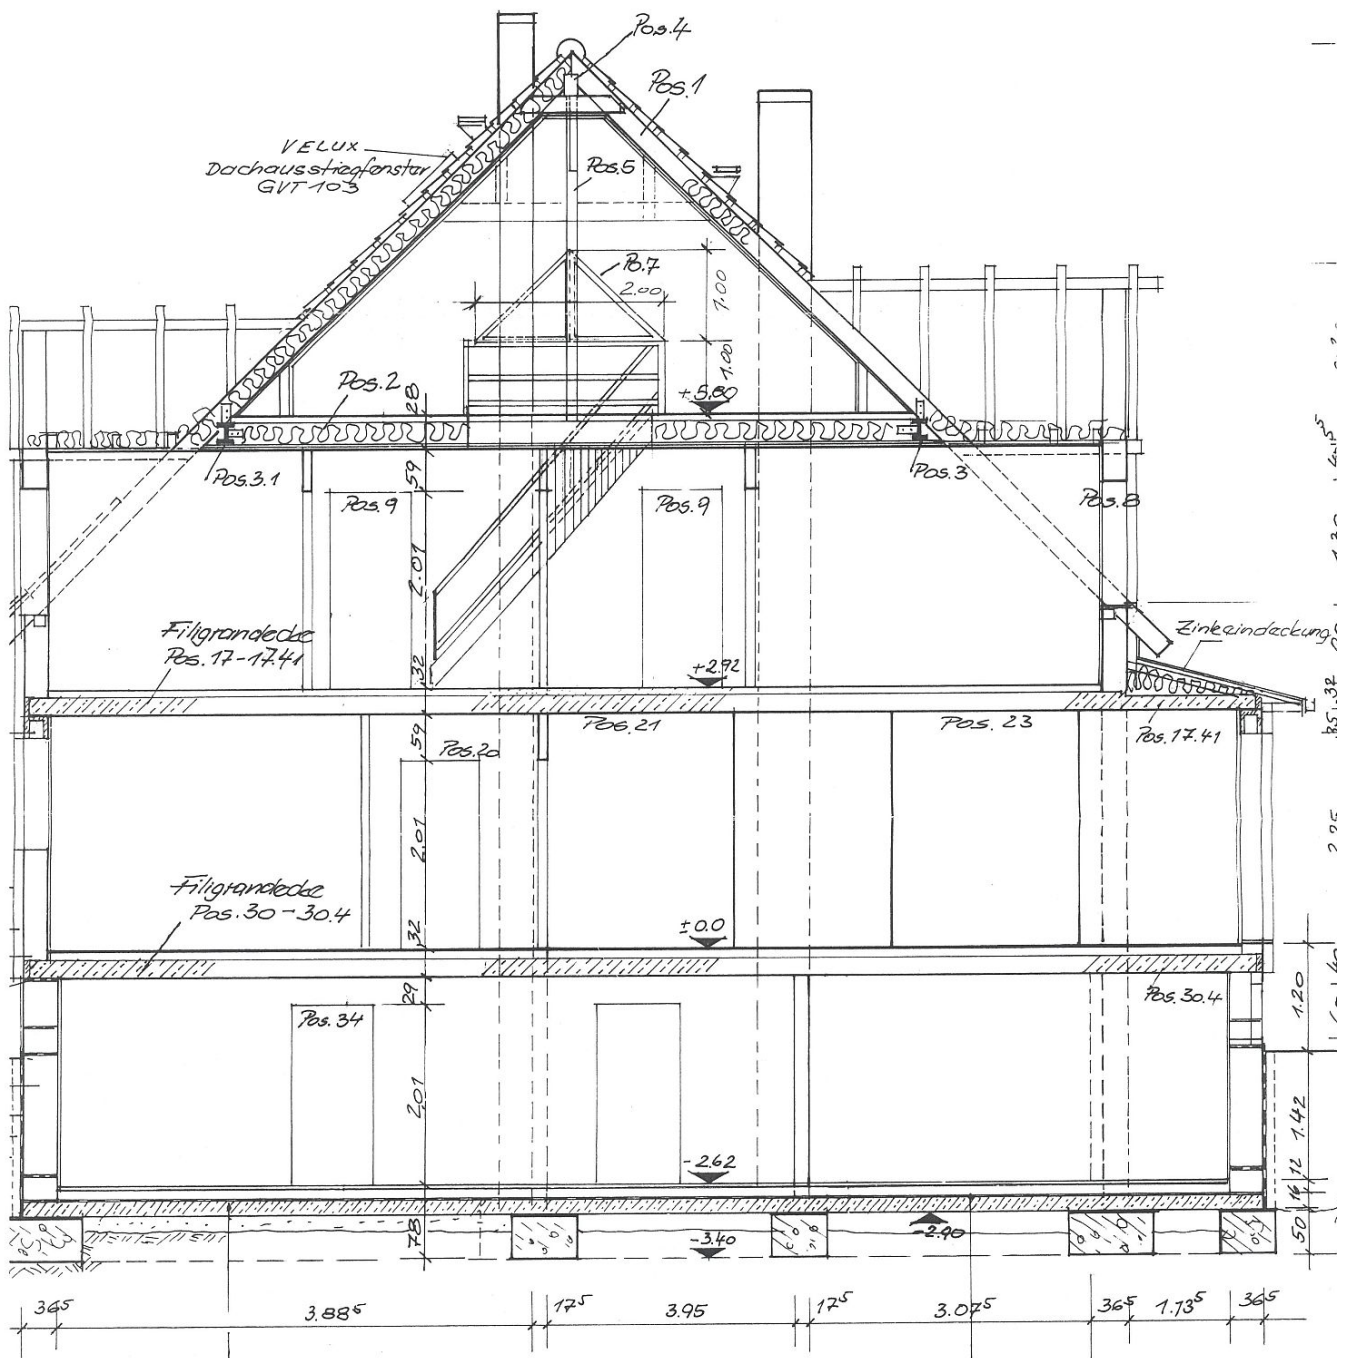 Pos.4
Pos.1
VELUX
Dachausstiegfenster
GVT 103
Pos.5
Po.7
2.00
1.00
1.00
Pos.2
28
+5.80
Pos.3.1
59
Pos.9
Pos.9
Pos.3
Pos.8
2.01
Filigrandecke
Pos.17-17.41
32
+2.92
Zinkeindeckung
59
Pos.20
Pos.21
Pos.23
Pos.17.41
2.01
Filigrandecke
Pos.30-30.4
32
±0.0
29
Pos.34
Pos.30.4
1.20
2.01
1.42
-2.62
12
16
78
-3.40
-2.90
50
36⁵
3.88⁵
17⁵
3.95
17⁵
3.07⁵
36⁵
1.73⁵
36⁵